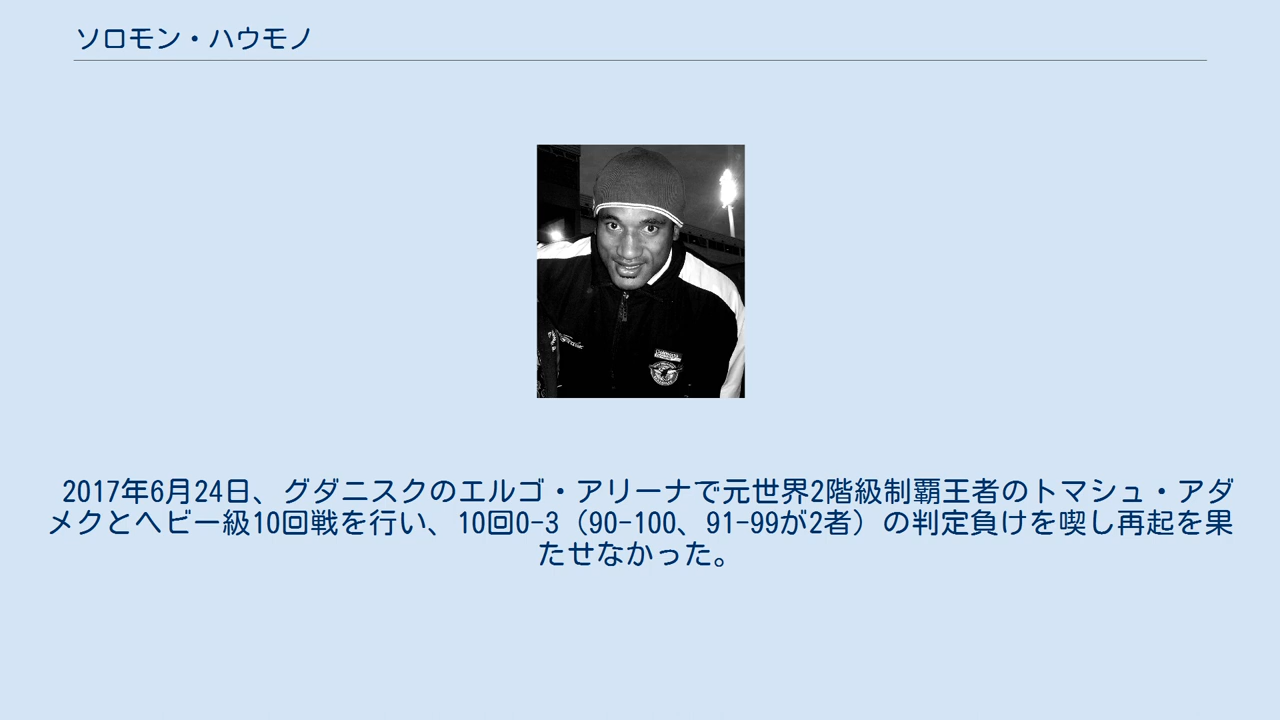 ソロモン・ハウモノ
2017年6月24日、グダニスクのエルゴ・アリーナで元世界2階級制覇王者のトマシュ・アダ
メクとヘビー級10回戦を行い、10回0-3（90-100、91-99が2者）の判定負けを喫し再起を果
たせなかった。